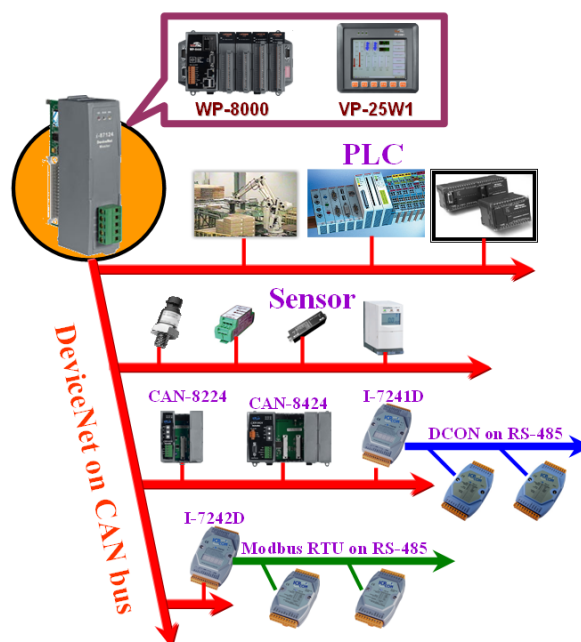 WP-8000
VP-25W1
i-87124
PLC
Sensor
CAN-8224
CAN-8424
I-7241D
DCON on RS-485
I-7242D
Modbus RTU on RS-485
DeviceNet on CAN bus